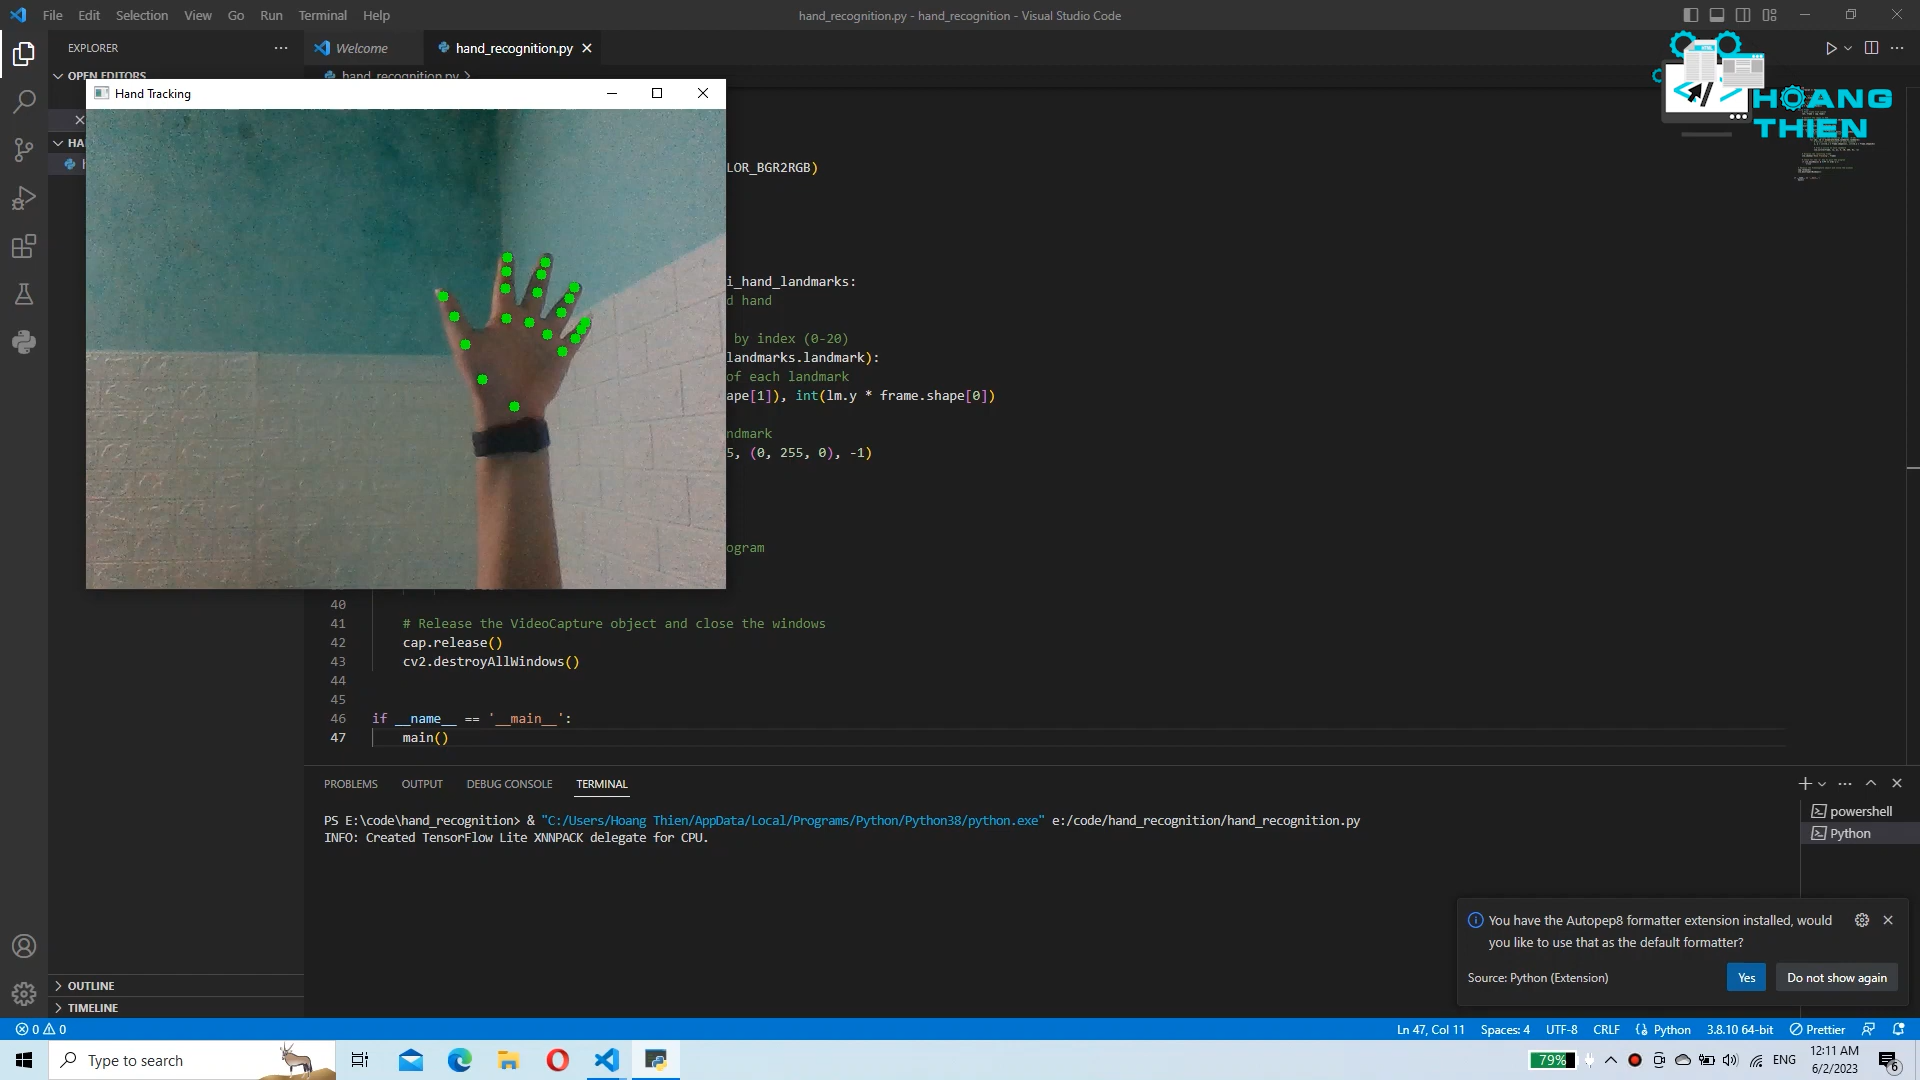 File Edit Selection View Go Run Terminal Help
hand_recognition.py - hand_recognition - Visual Studio Code
EXPLORER
Welcome
hand_recognition.py
OPEN EDITORS
hand_recognition.py
Hand Tracking
HA
HOANG
THIEN
LOR_BGR2RGB)
i_hand_landmarks:
d hand
by index (0-20)
landmarks.landmark):
of each landmark
ape[1]), int(lm.y * frame.shape[0])
ndmark
5, (0, 255, 0), -1)
ogram
40
41 # Release the VideoCapture object and close the windows
42 cap.release()
43 cv2.destroyAllWindows()
44
45
46 if __name__ == '__main__':
47 main()
PROBLEMS OUTPUT DEBUG CONSOLE TERMINAL
PS E:\code\hand_recognition> & "C:/Users/Hoang Thien/AppData/Local/Programs/Python/Python38/python.exe" e:/code/hand_recognition/hand_recognition.py
INFO: Created TensorFlow Lite XNNPACK delegate for CPU.
powershell
Python
You have the Autopep8 formatter extension installed, would
you like to use that as the default formatter?
Source: Python (Extension)
Yes
Do not show again
OUTLINE
TIMELINE
0 0
Ln 47, Col 11 Spaces: 4 UTF-8 CRLF Python 3.8.10 64-bit Prettier
Type to search
79%
ENG
12:11 AM
6/2/2023
6